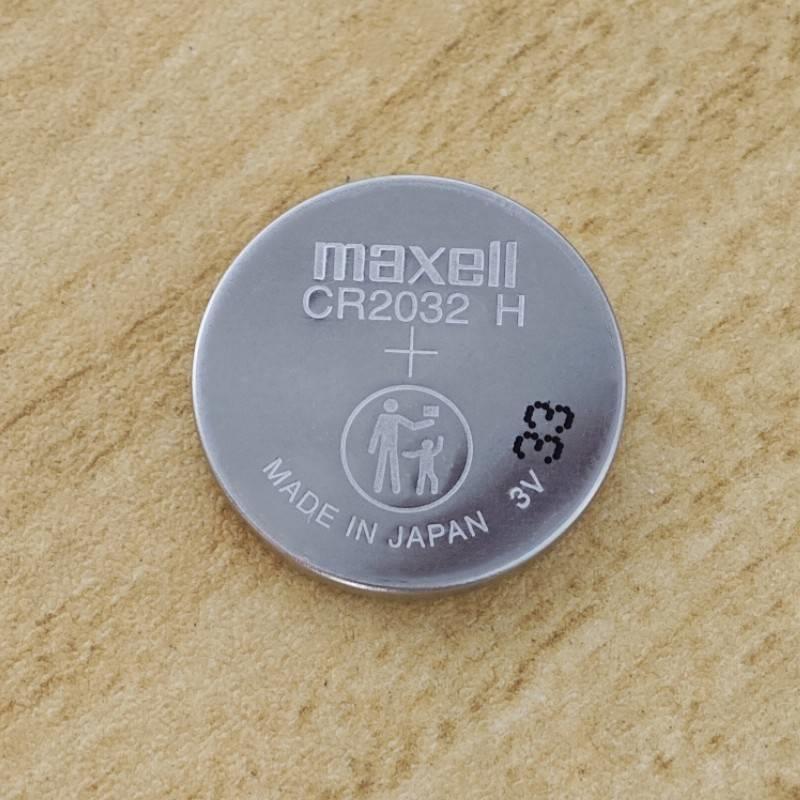 maxell
CR2032 H
+
MADE IN JAPAN 3V
33